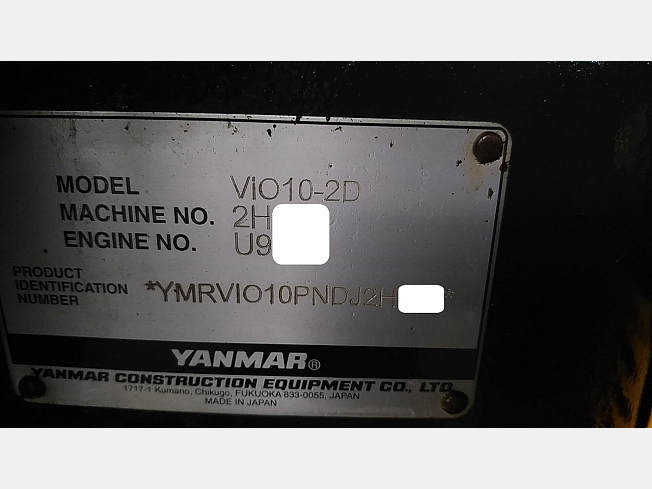 MODEL VIO10-2D
MACHINE NO. 2H
ENGINE NO. U9
PRODUCT
IDENTIFICATION
NUMBER
*YMRVIO10PNDJ2H *
YANMAR®
YANMAR CONSTRUCTION EQUIPMENT CO., LTD.
1717-1 Kumano, Chikugo, FUKUOKA 833-0055, JAPAN
MADE IN JAPAN